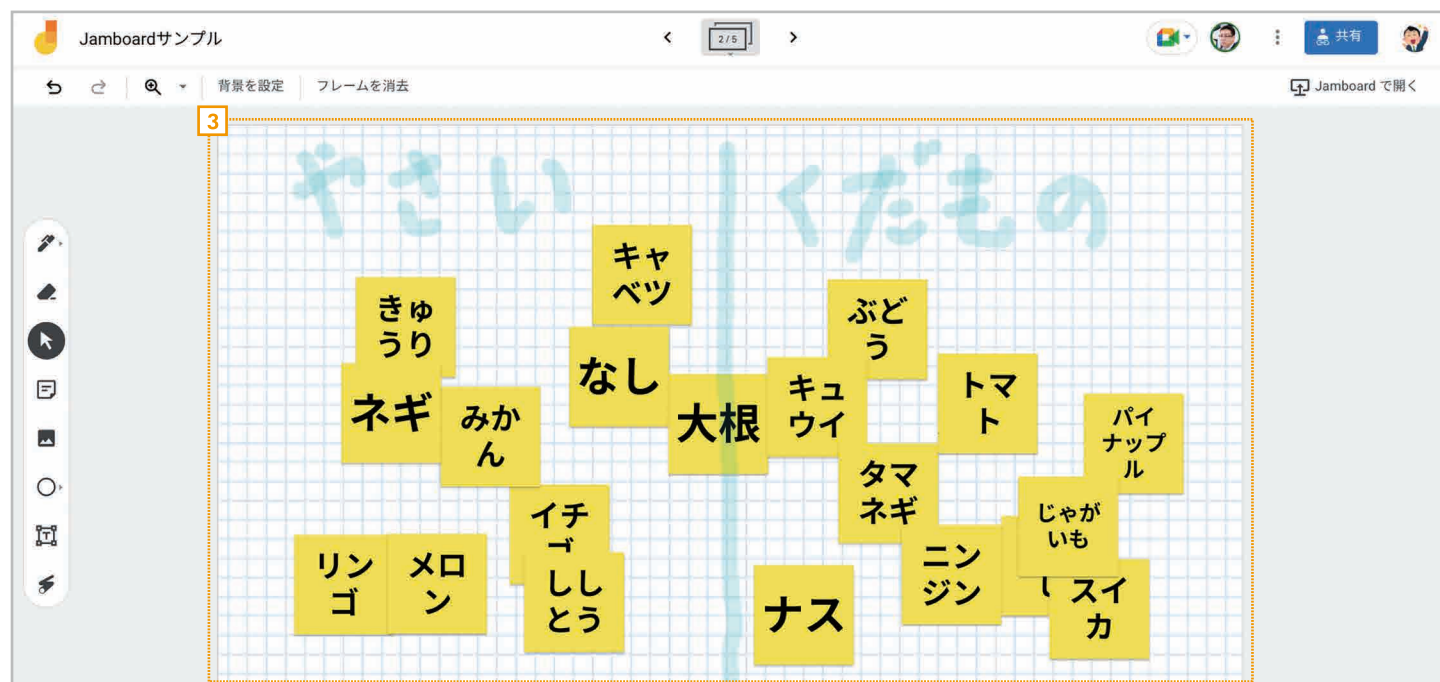 Jamboardサンプル
2/5
共有
背景を設定
フレームを消去
Jamboard で開く
3
やさい
くだもの
キャ
ベツ
きゅ
うり
ぶど
う
なし
ネギ
みか
ん
大根
キュ
ウイ
トマ
ト
パイ
ナップ
ル
タマ
ネギ
イチ
ゴ
じゃが
いも
リン
ゴ
メロ
ン
しし
とう
ナス
ニン
ジン
スイ
カ